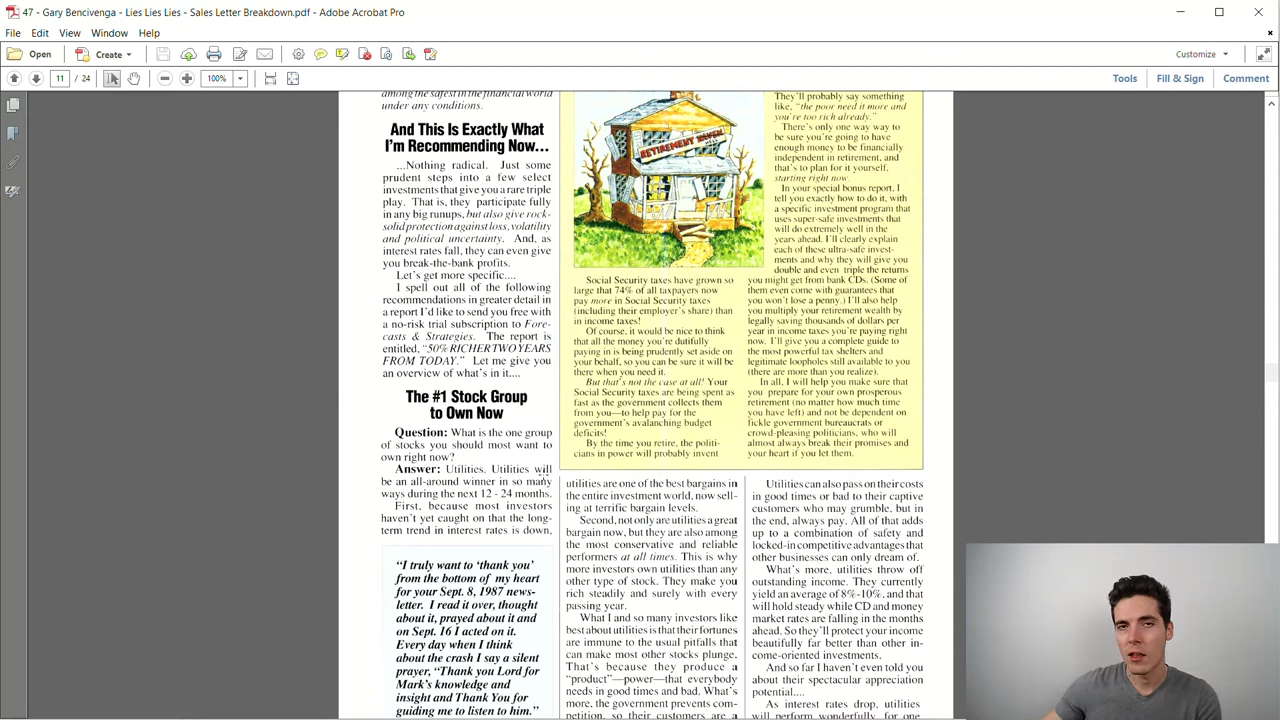 47 - Gary Bencivenga - Lies Lies Lies - Sales Letter Breakdown.pdf - Adobe Acrobat Pro
File Edit View Window Help
Open Create Customize
11 / 24 100% Tools Fill & Sign Comment
among the safest in the financial world
under any conditions.
And This Is Exactly What
I'm Recommending Now...
...Nothing radical. Just some
prudent steps into a few select
investments that give you a rare triple
play. That is, they participate fully
in any big runups, but also give rock-
solid protection against loss, volatility
and political uncertainty. And, as
interest rates fall, they can even give
you break-the-bank profits.
Let's get more specific....
I spell out all of the following
recommendations in greater detail in
a report I'd like to send you free with
a no-risk trial subscription to Fore-
casts & Strategies. The report is
entitled, "50% RICHER TWO YEARS
FROM TODAY." Let me give you
an overview of what's in it....
The #1 Stock Group
to Own Now
Question: What is the one group
of stocks you should most want to
own right now?
Answer: Utilities. Utilities will
be an all-around winner in so many
ways during the next 12 - 24 months.
First, because most investors
haven't yet caught on that the long-
term trend in interest rates is down,
"I truly want to 'thank you'
from the bottom of my heart
for your Sept. 8, 1987 news-
letter. I read it over, thought
about it, prayed about it and
on Sept. 16 I acted on it.
Every day when I think
about the crash I say a silent
prayer, "Thank you Lord for
Mark's knowledge and
insight and Thank You for
guiding me to listen to him."
RETIREMENT HAVEN
Social Security taxes have grown so
large that 74% of all taxpayers now
pay more in Social Security taxes
(including their employer's share) than
in income taxes!
Of course, it would be nice to think
that all the money you're dutifully
paying in is being prudently set aside on
your behalf, so you can be sure it will be
there when you need it.
But that's not the case at all! Your
Social Security taxes are being spent as
fast as the government collects them
from you—to help pay for the
government's avalanching budget
deficits!
By the time you retire, the politi-
cians in power will probably invent
They'll probably say something
like, "the poor need it more and
you're too rich already."
There's only one way way to
be sure you're going to have
enough money to be financially
independent in retirement, and
that's to plan for it yourself,
starting right now.
In your special bonus report, I
tell you exactly how to do it, with
a specific investment program that
uses super-safe investments that
will do extremely well in the
years ahead. I'll clearly explain
each of these ultra-safe invest-
ments and why they will give you
double and even triple the returns
you might get from bank CDs. (Some of
them even come with guarantees that
you won't lose a penny.) I'll also help
you multiply your retirement wealth by
legally saving thousands of dollars per
year in income taxes you're paying right
now. I'll give you a complete guide to
the most powerful tax shelters and
legitimate loopholes still available to you
(there are more than you realize).
In all, I will help you make sure that
you prepare for your own prosperous
retirement (no matter how much time
you have left) and not be dependent on
fickle government bureaucrats or
crowd-pleasing politicians, who will
almost always break their promises and
your heart if you let them.
utilities are one of the best bargains in
the entire investment world, now sell-
ing at terrific bargain levels.
Second, not only are utilities a great
bargain now, but they are also among
the most conservative and reliable
performers at all times. This is why
more investors own utilities than any
other type of stock. They make you
rich steadily and surely with every
passing year.
What I and so many investors like
best about utilities is that their fortunes
are immune to the usual pitfalls that
can make most other stocks plunge.
That's because they produce a
"product"—power—that everybody
needs in good times and bad. What's
more, the government prevents com-
petition, so their customers are a
Utilities can also pass on their costs
in good times or bad to their captive
customers who may grumble, but in
the end, always pay. All of that adds
up to a combination of safety and
locked-in competitive advantages that
other businesses can only dream of.
What's more, utilities throw off
outstanding income. They currently
yield an average of 8%-10%, and that
will hold steady while CD and money
market rates are falling in the months
ahead. So they'll protect your income
beautifully far better than other in-
come-oriented investments.
And so far I haven't even told you
about their spectacular appreciation
potential....
As interest rates drop, utilities
will perform wonderfully for one